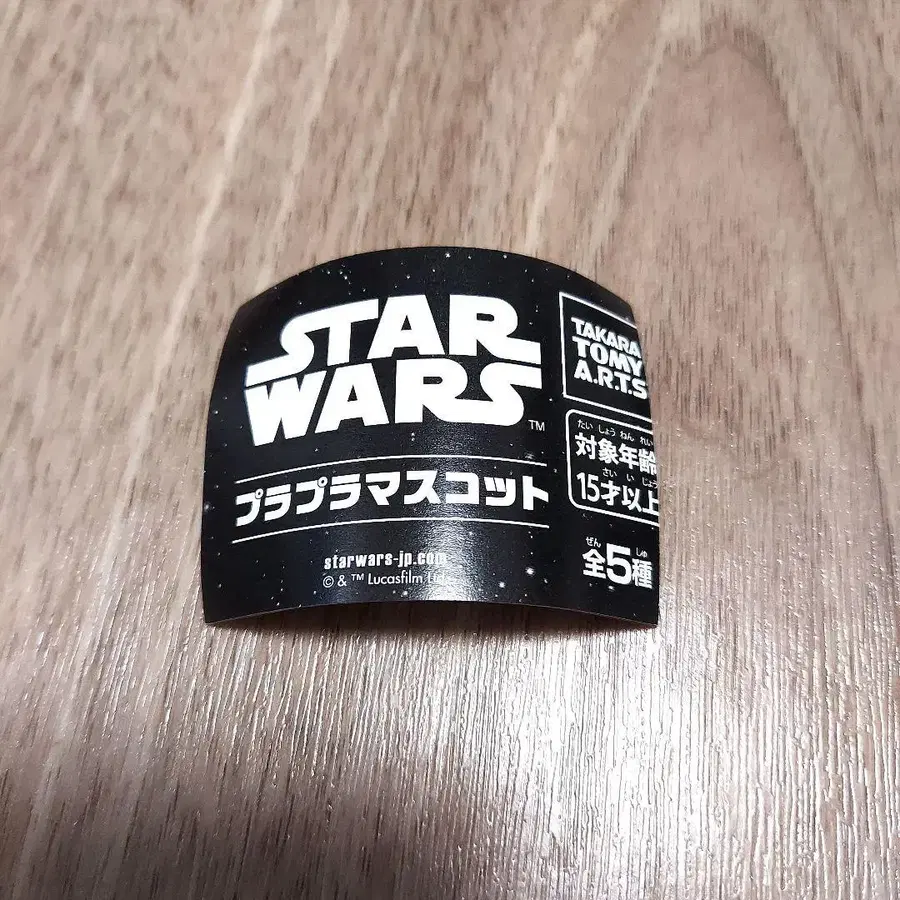 STAR
WARS
TM
プラプラマスコット
starwars-jp.com
© & ™ Lucasfilm Ltd.
TAKARA
TOMY
A.R.T.S
たい しょう ねん れい
対象年齢
さい い じょう
15才以上
ぜん しゅ
全5種